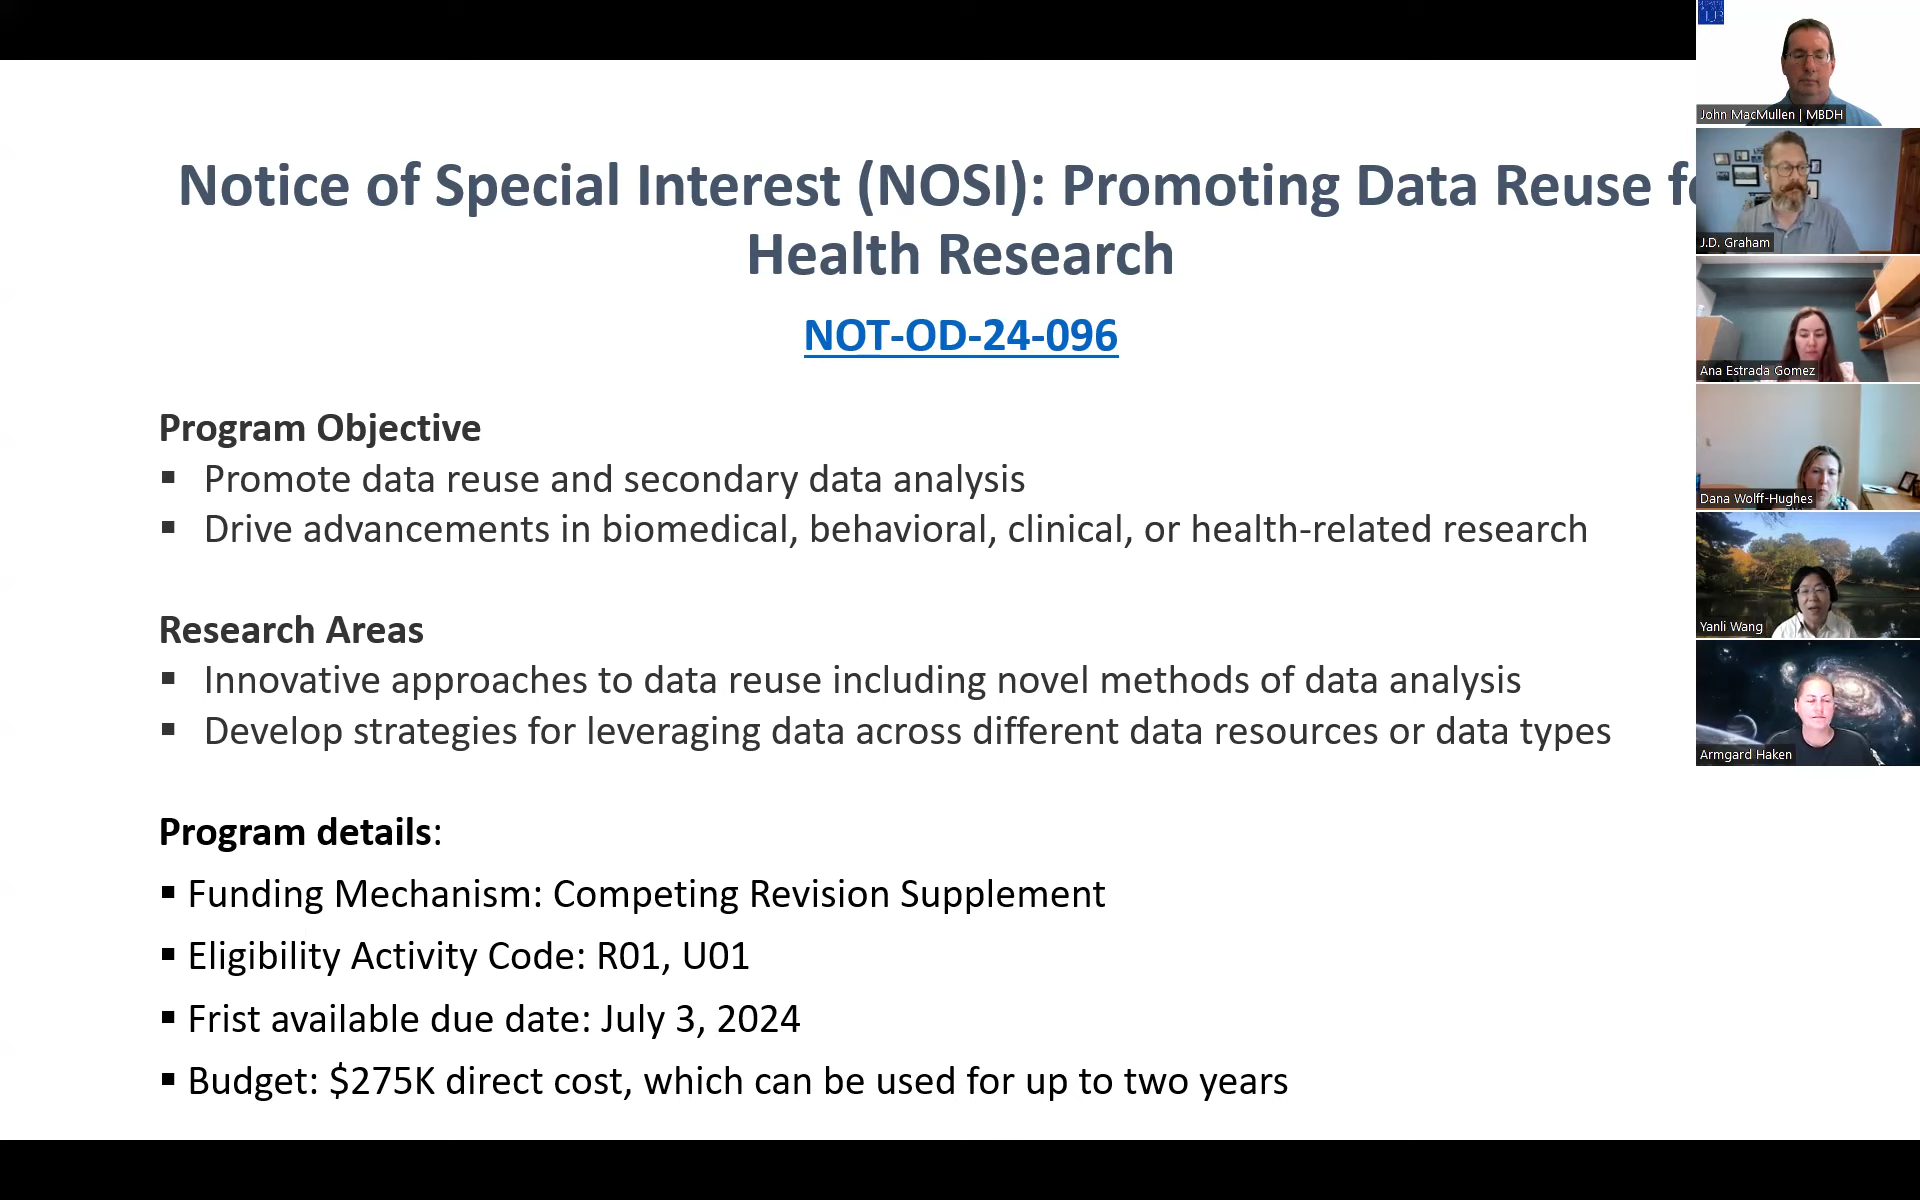 Notice of Special Interest (NOSI): Promoting Data Reuse
Health Research
NOT-OD-24-096
Program Objective
▪ Promote data reuse and secondary data analysis
▪ Drive advancements in biomedical, behavioral, clinical, or health-related research
Research Areas
▪ Innovative approaches to data reuse including novel methods of data analysis
▪ Develop strategies for leveraging data across different data resources or data types
Program details:
▪ Funding Mechanism: Competing Revision Supplement
▪ Eligibility Activity Code: R01, U01
▪ Frist available due date: July 3, 2024
▪ Budget: $275K direct cost, which can be used for up to two years
John MacMullen | MBDH
J.D. Graham
Ana Estrada Gomez
Dana Wolff-Hughes
Yanli Wang
Armgard Haken